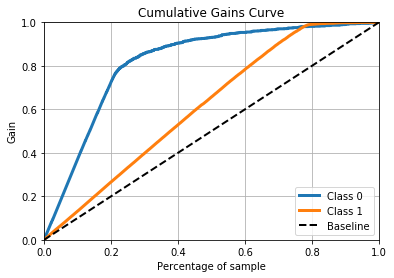 Cumulative Gains Curve
Gain
1.0
0.8
0.6
0.4
0.2
0.0
Class 0
Class 1
Baseline
0.0 0.2 0.4 0.6 0.8 1.0
Percentage of sample